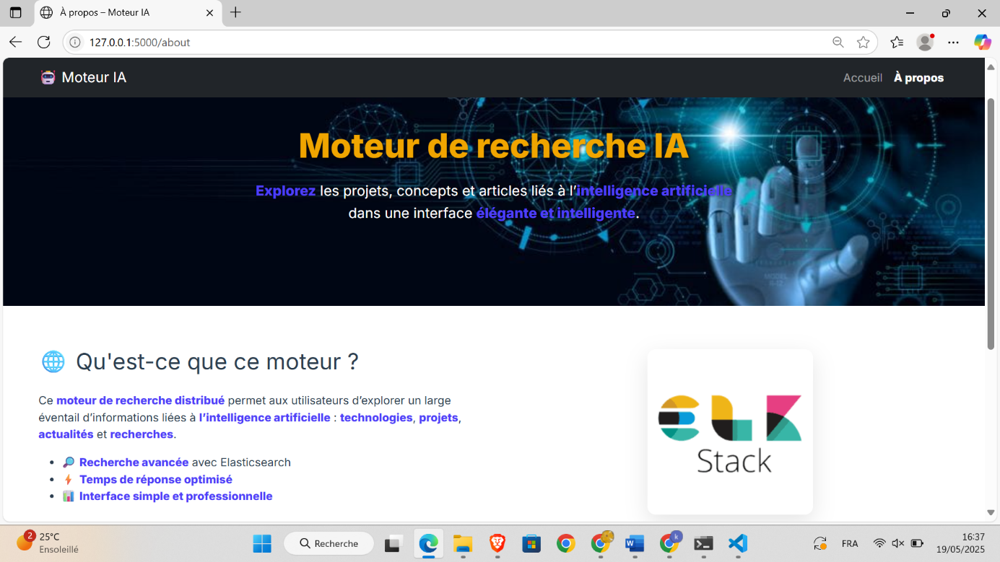 À propos – Moteur IA
127.0.0.1:5000/about
Moteur IA
Accueil
À propos
Moteur de recherche IA
Explorez les projets, concepts et articles liés à l’intelligence artificielle
dans une interface élégante et intelligente.
Qu'est-ce que ce moteur ?
Ce moteur de recherche distribué permet aux utilisateurs d’explorer un large
éventail d’informations liées à l’intelligence artificielle : technologies, projets,
actualités et recherches.
Recherche avancée avec Elasticsearch
Temps de réponse optimisé
Interface simple et professionnelle
ELK
Stack
2
25°C
Ensoleillé
Recherche
k
FRA
16:37
19/05/2025